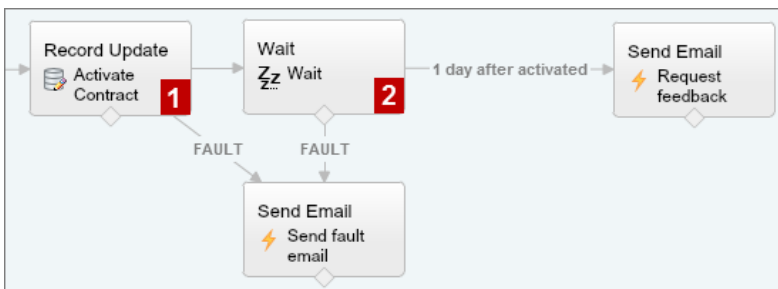 Record Update
Activate
Contract
1
Wait
Zzz... Wait
2
1 day after activated
Send Email
Request
feedback
FAULT
FAULT
Send Email
Send fault
email